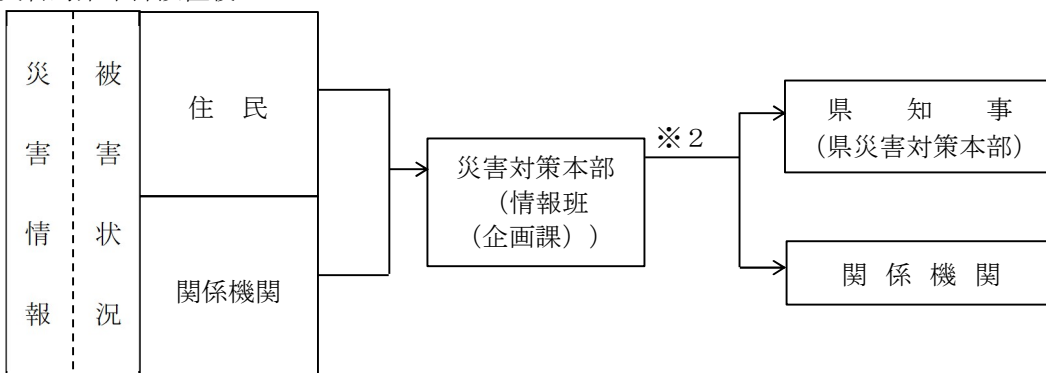 災害情報
被害状況
住　民
関係機関
災害対策本部
（情報班
（企画課））
※２
県　知　事
（県災害対策本部）
関　係　機　関